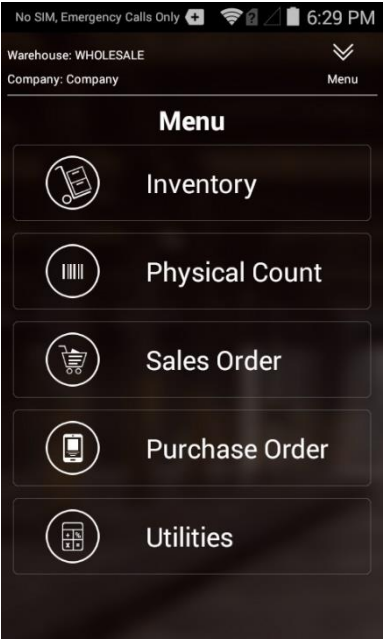 No SIM, Emergency Calls Only 6:29 PM
Warehouse: WHOLESALE
Company: Company
Menu
Menu
Inventory
Physical Count
Sales Order
Purchase Order
Utilities